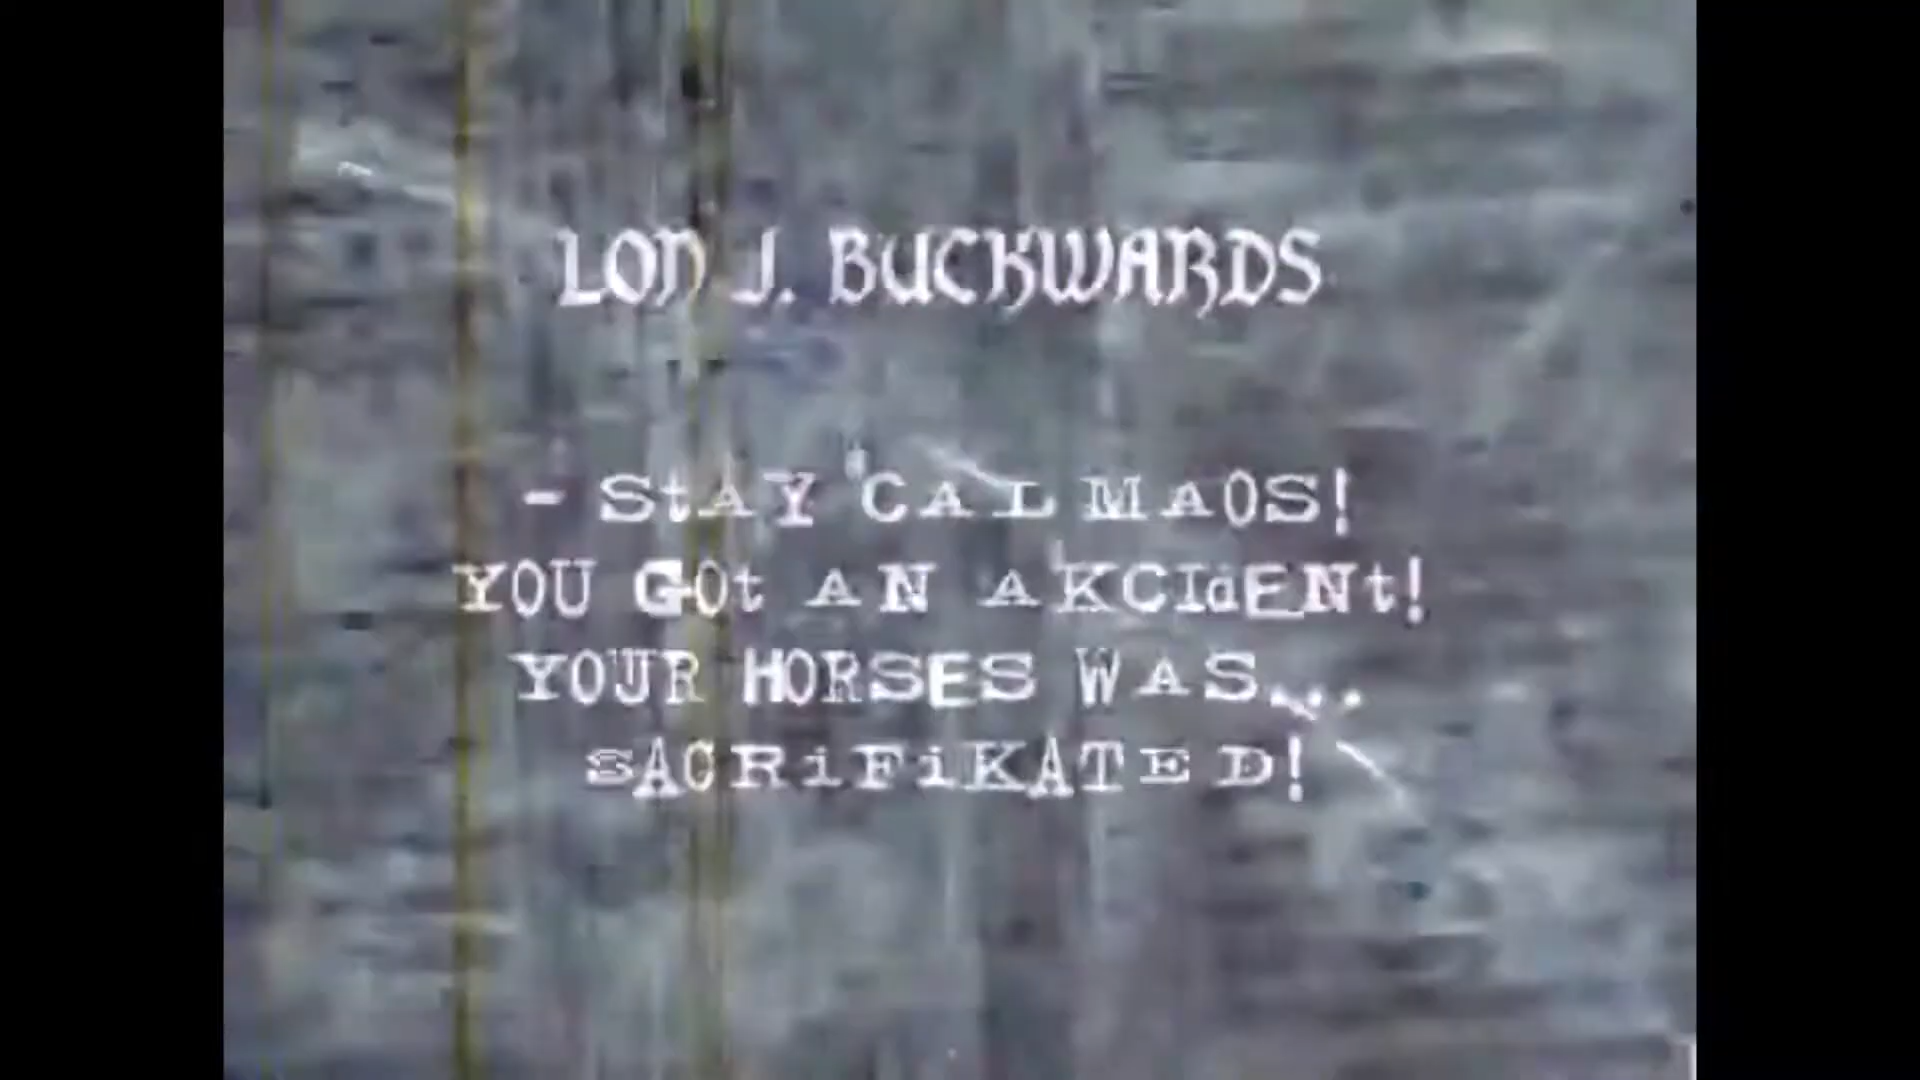 LON J. BUCKWARDS
- StAY CALMAOS!
YOU GOt AN AKCIdENt!
YOUR HORSES WAS...
SACRiFiKATED!